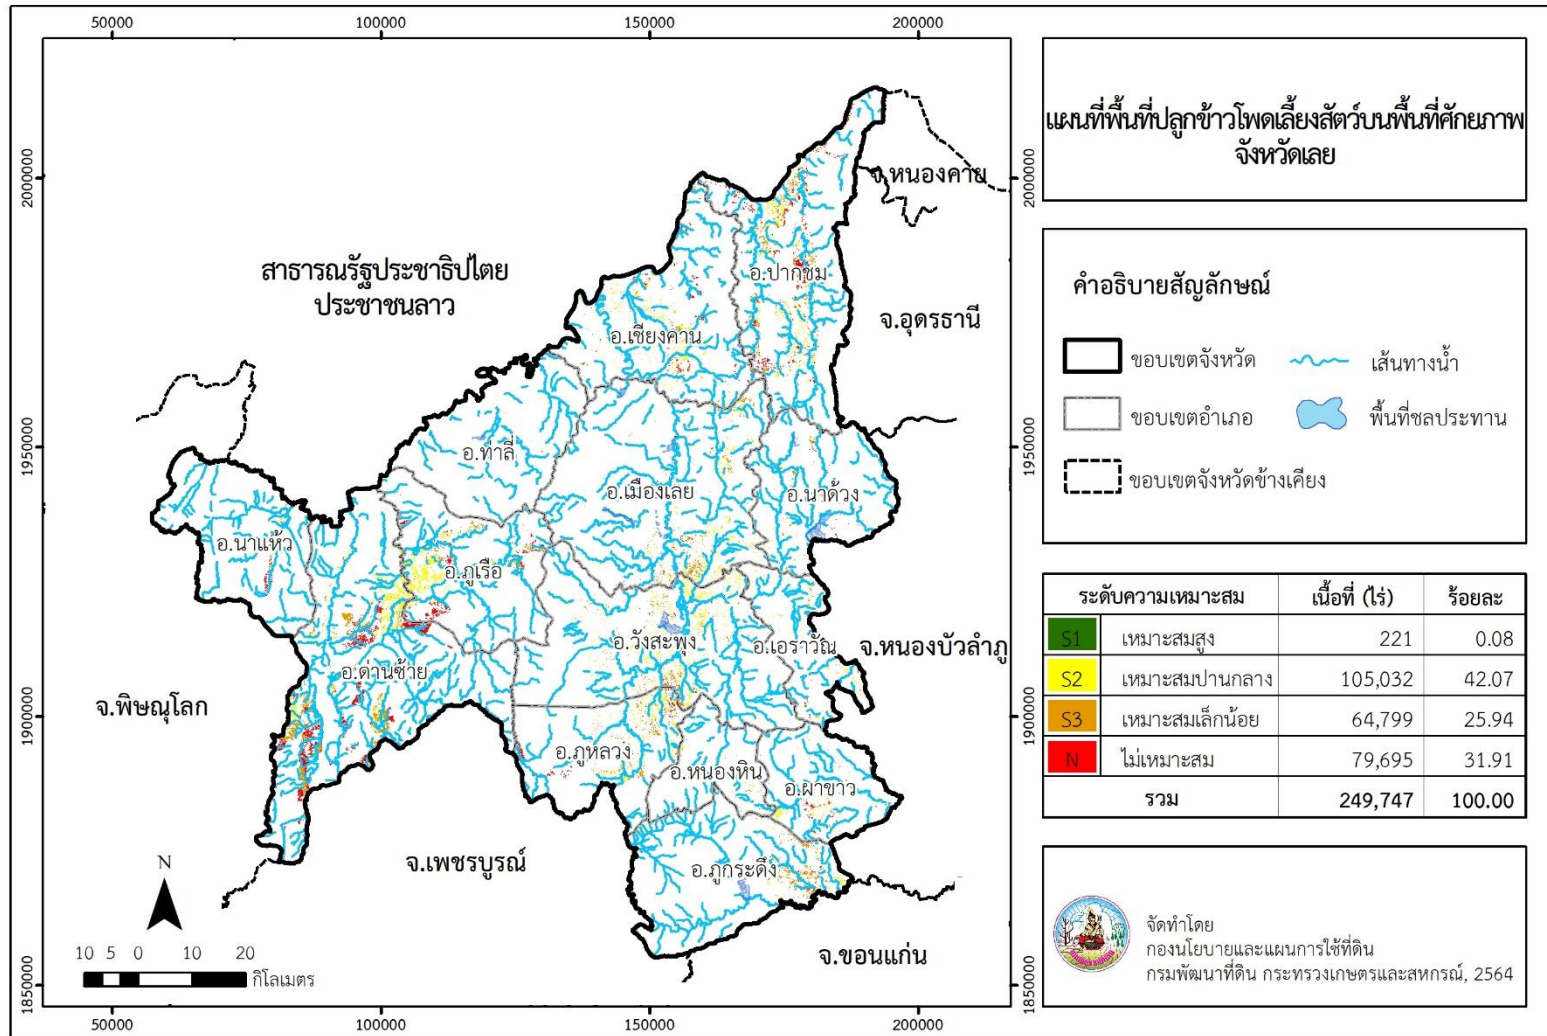 50000 100000 150000 200000
แผนที่พื้นที่ปลูกข้าวโพดเลี้ยงสัตว์บนพื้นที่ศักยภาพ
จังหวัดเลย
2000000
1950000
1900000
1850000
2000000
1950000
1900000
1850000
จ.หนองคาย
สาธารณรัฐประชาธิปไตย
ประชาชนลาว
อ.ปากชม
จ.อุดรธานี
อ.เชียงคาน
อ.ท่าลี่
อ.เมืองเลย
อ.นาด้วง
อ.นาแห้ว
อ.ภูเรือ
อ.วังสะพุง
อ.เอราวัณ
จ.หนองบัวลำภู
อ.ด่านซ้าย
จ.พิษณุโลก
อ.ภูหลวง
อ.หนองหิน
อ.ผาขาว
จ.เพชรบูรณ์
อ.ภูกระดึง
จ.ขอนแก่น
N
10 5 0 10 20
กิโลเมตร
50000 100000 150000 200000
คำอธิบายสัญลักษณ์
ขอบเขตจังหวัด เส้นทางน้ำ
ขอบเขตอำเภอ พื้นที่ชลประทาน
ขอบเขตจังหวัดข้างเคียง
ระดับความเหมาะสม เนื้อที่ (ไร่) ร้อยละ
S1 เหมาะสมสูง 221 0.08
S2 เหมาะสมปานกลาง 105,032 42.07
S3 เหมาะสมเล็กน้อย 64,799 25.94
N ไม่เหมาะสม 79,695 31.91
รวม 249,747 100.00
จัดทำโดย
กองนโยบายและแผนการใช้ที่ดิน
กรมพัฒนาที่ดิน กระทรวงเกษตรและสหกรณ์, 2564